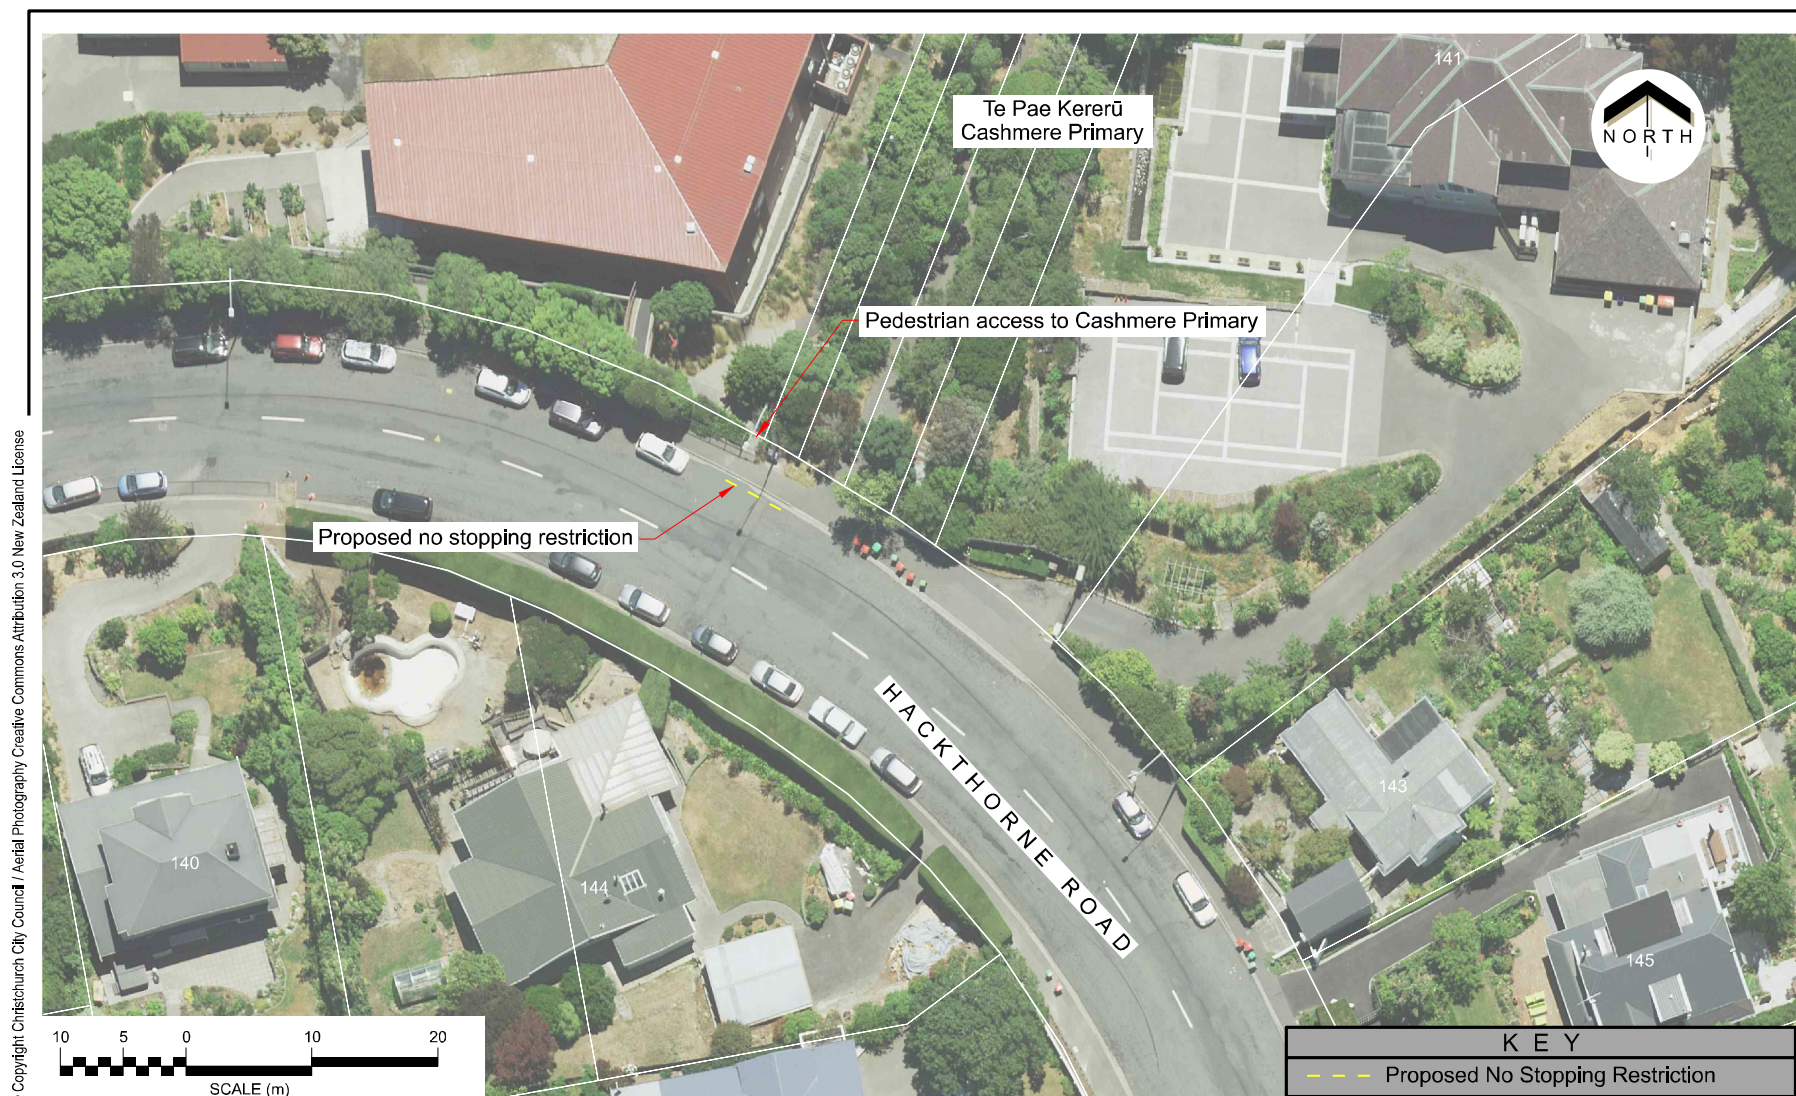 Te Pae Kererū
Cashmere Primary
141
NORTH
Pedestrian access to Cashmere Primary
Proposed no stopping restriction
HACKTHORNE ROAD
143
140
144
145
10 5 0 10 20
SCALE (m)
KEY
Proposed No Stopping Restriction
Copyright Christchurch City Council / Aerial Photography Creative Commons Attribution 3.0 New Zealand License